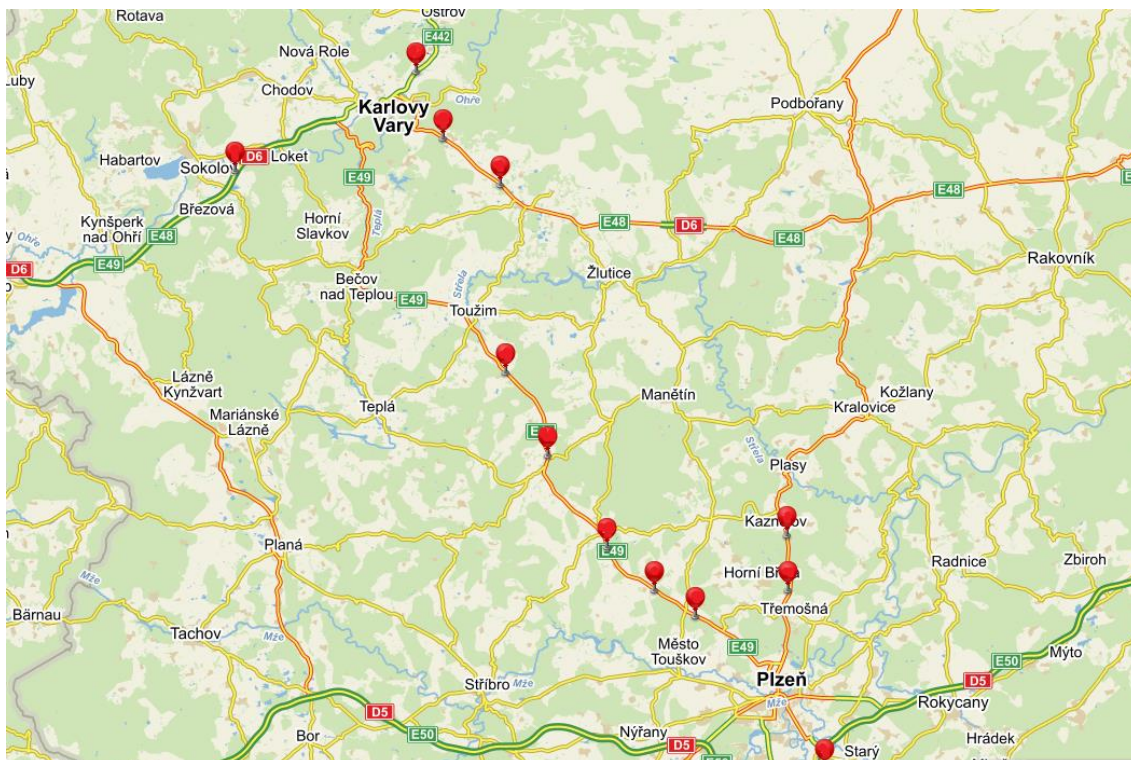 Rotava
Ostrov
E442
Nová Role
Luby
Chodov
Karlovy
Vary
Ohře
Podbořany
Habartov
Sokolov
D6
Loket
E49
E48
Březová
Kynšperk
nad Ohří
E48
Horní
Slavkov
Teplá
E48
D6
E48
Ohře
D6
E49
Bečov
nad Teplou
E49
Střela
Žlutice
Rakovník
Toužim
Lázně
Kynžvart
Teplá
Mariánské
Lázně
Manětín
Kožlany
Kralovice
Střela
Plasy
Planá
E49
Horní
Radnice
Zbiroh
Mže
Bärnau
Tachov
Mže
Třemošná
Město
Touškov
E49
E50
Mýto
Plzeň
Mže
Stříbro
Mže
D5
Rokycany
D5
E50
Bor
Nýřany
D5
Starý
Hrádek